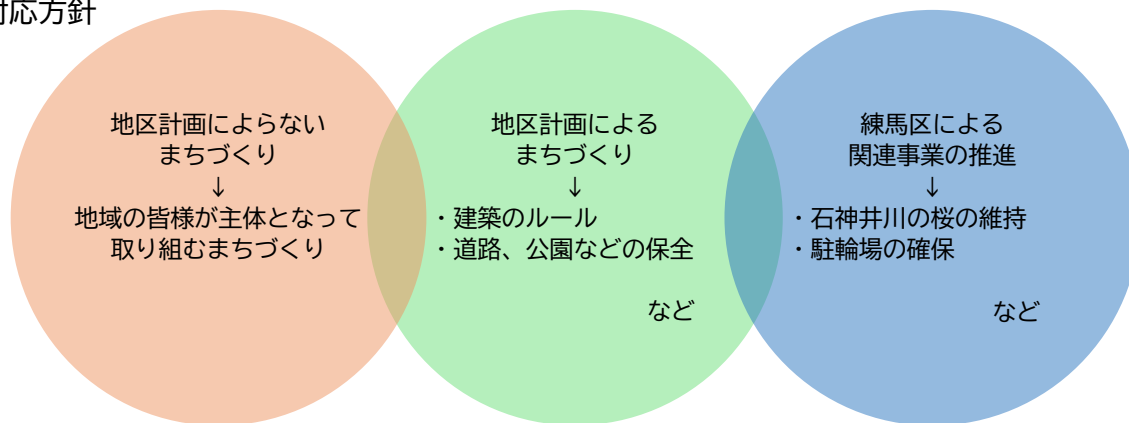 対応方針
地区計画によらない
まちづくり
↓
地域の皆様が主体となって
取り組むまちづくり
地区計画による
まちづくり
↓
・建築のルール
・道路、公園などの保全
など
練馬区による
関連事業の推進
↓
・石神井川の桜の維持
・駐輪場の確保
など